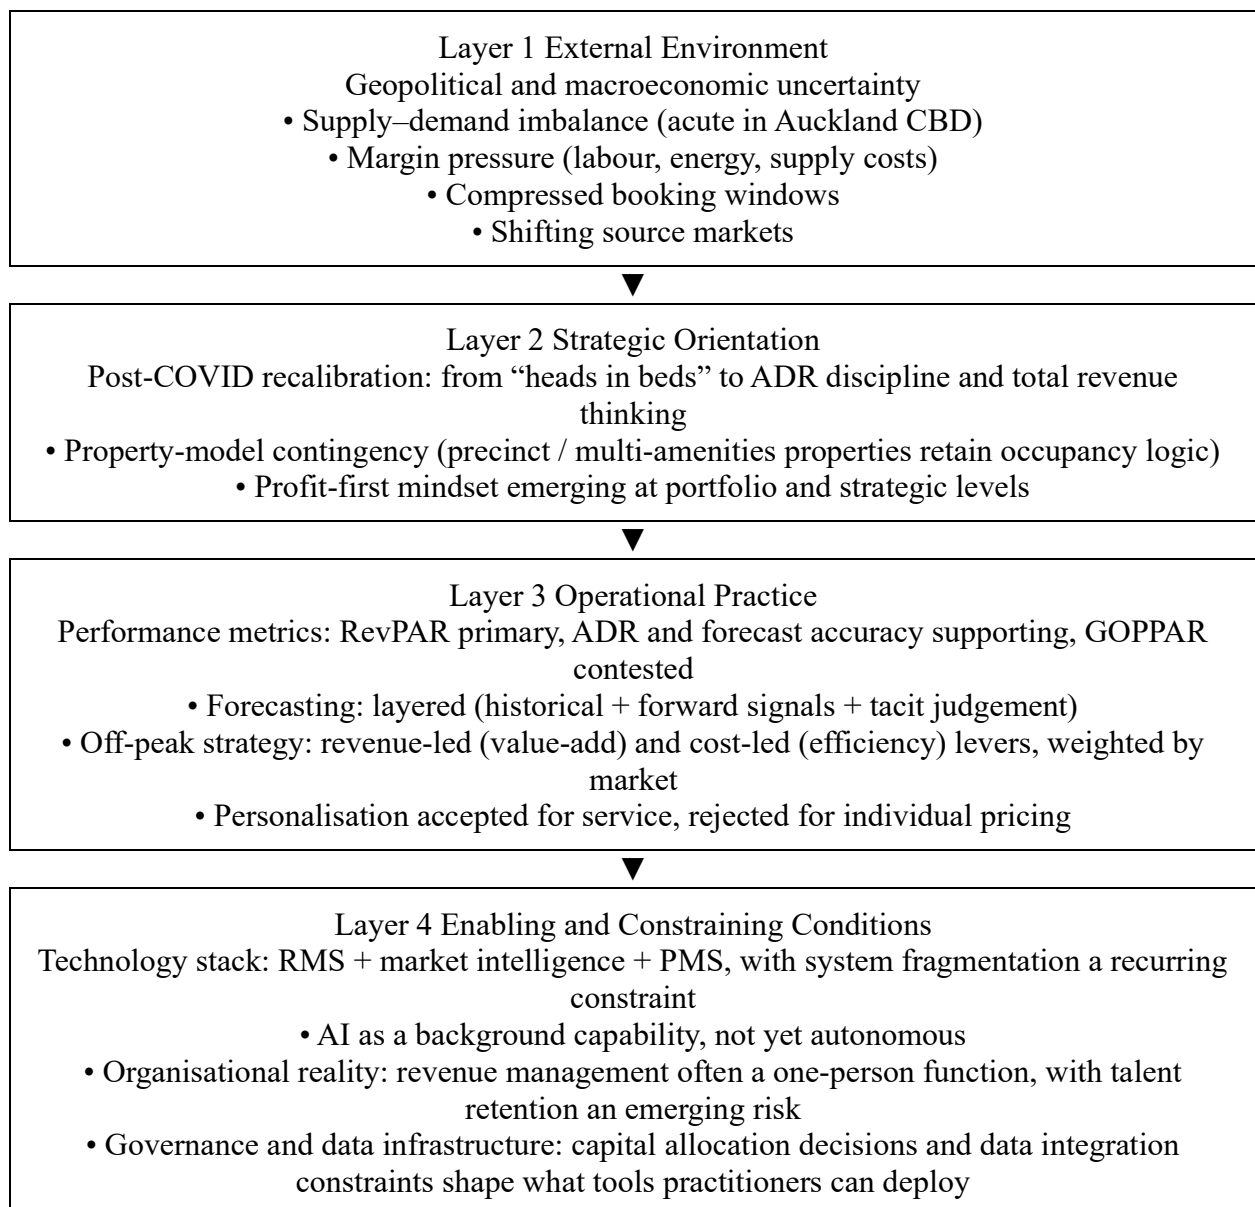 Layer 1 External Environment
Geopolitical and macroeconomic uncertainty
• Supply–demand imbalance (acute in Auckland CBD)
• Margin pressure (labour, energy, supply costs)
• Compressed booking windows
• Shifting source markets
Layer 2 Strategic Orientation
Post-COVID recalibration: from “heads in beds” to ADR discipline and total revenue
thinking
• Property-model contingency (precinct / multi-amenities properties retain occupancy logic)
• Profit-first mindset emerging at portfolio and strategic levels
Layer 3 Operational Practice
Performance metrics: RevPAR primary, ADR and forecast accuracy supporting, GOPPAR
contested
• Forecasting: layered (historical + forward signals + tacit judgement)
• Off-peak strategy: revenue-led (value-add) and cost-led (efficiency) levers, weighted by
market
• Personalisation accepted for service, rejected for individual pricing
Layer 4 Enabling and Constraining Conditions
Technology stack: RMS + market intelligence + PMS, with system fragmentation a recurring
constraint
• AI as a background capability, not yet autonomous
• Organisational reality: revenue management often a one-person function, with talent
retention an emerging risk
• Governance and data infrastructure: capital allocation decisions and data integration
constraints shape what tools practitioners can deploy